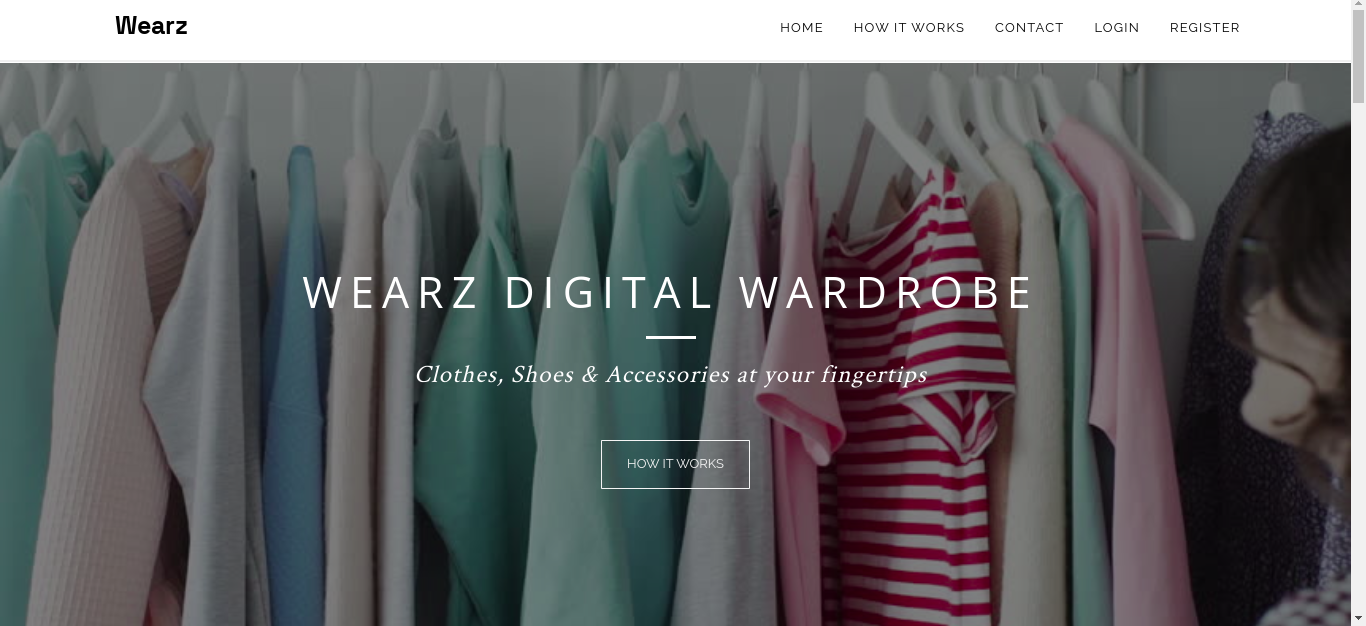 Wearz
HOME HOW IT WORKS CONTACT LOGIN REGISTER
WEARZ DIGITAL WARDROBE
Clothes, Shoes & Accessories at your fingertips
HOW IT WORKS